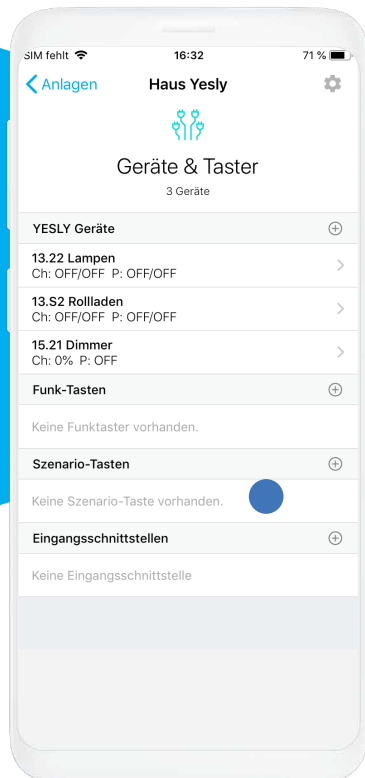 SIM fehlt 16:32 71 %
Anlagen Haus Yesly
Geräte & Taster
3 Geräte
YESLY Geräte
13.22 Lampen
Ch: OFF/OFF P: OFF/OFF
13.S2 Rollladen
Ch: OFF/OFF P: OFF/OFF
15.21 Dimmer
Ch: 0% P: OFF
Funk-Tasten
Keine Funktaster vorhanden.
Szenario-Tasten
Keine Szenario-Taste vorhanden.
Eingangsschnittstellen
Keine Eingangsschnittstelle